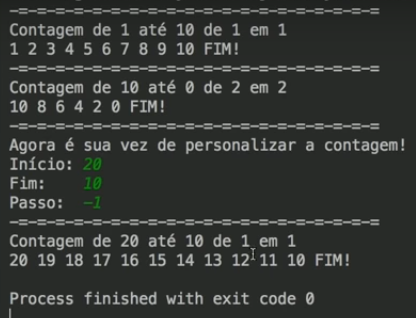 -=-=-=-=-=-=-=-=-=-=-=-=-=-=-=-=-=-=-=-=
Contagem de 1 até 10 de 1 em 1
1 2 3 4 5 6 7 8 9 10 FIM!
-=-=-=-=-=-=-=-=-=-=-=-=-=-=-=-=-=-=-=-=
Contagem de 10 até 0 de 2 em 2
10 8 6 4 2 0 FIM!
-=-=-=-=-=-=-=-=-=-=-=-=-=-=-=-=-=-=-=-=
Agora é sua vez de personalizar a contagem!
Início: 20
Fim:    10
Passo:  -1
-=-=-=-=-=-=-=-=-=-=-=-=-=-=-=-=-=-=-=-=
Contagem de 20 até 10 de 1 em 1
20 19 18 17 16 15 14 13 12 11 10 FIM!
Process finished with exit code 0